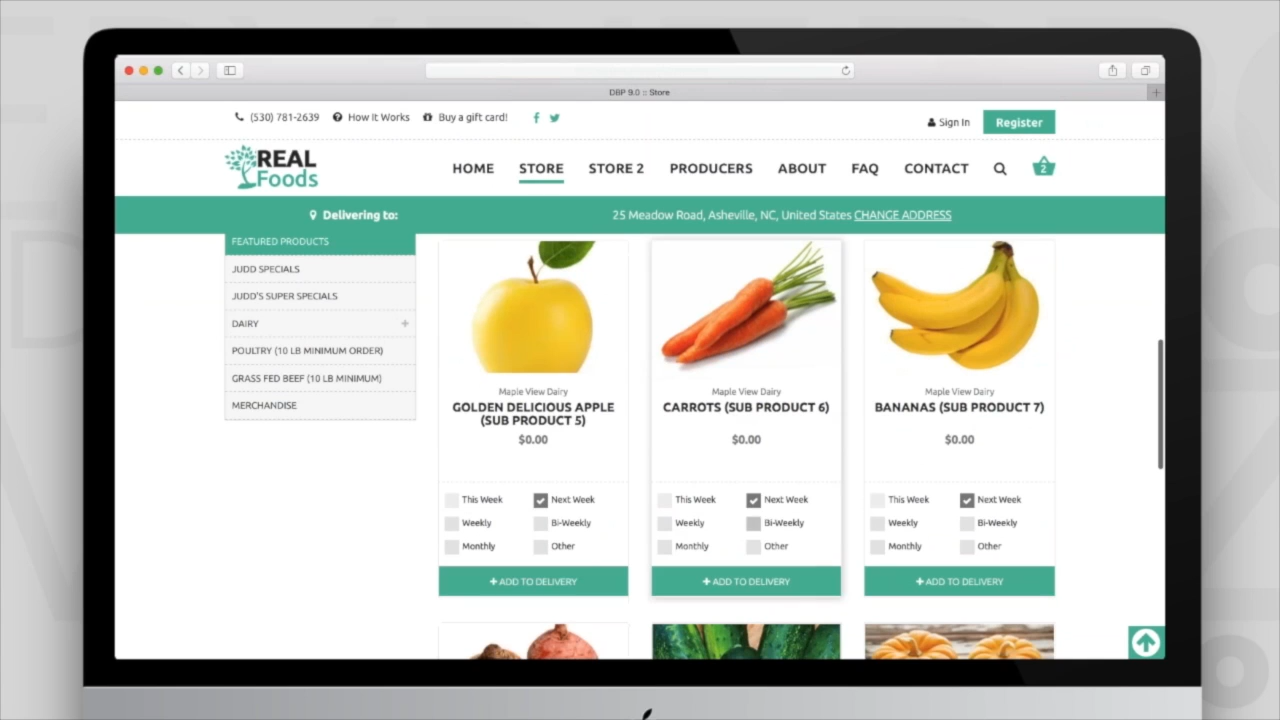 DBP 9.0 :: Store
(530) 781-2639 How It Works Buy a gift card!
Sign In Register
REAL
Foods
HOME STORE STORE 2 PRODUCERS ABOUT FAQ CONTACT 2
Delivering to: 25 Meadow Road, Asheville, NC, United States CHANGE ADDRESS
FEATURED PRODUCTS
JUDD SPECIALS
JUDD'S SUPER SPECIALS
DAIRY +
POULTRY (10 LB MINIMUM ORDER)
GRASS FED BEEF (10 LB MINIMUM)
MERCHANDISE
Maple View Dairy
GOLDEN DELICIOUS APPLE
(SUB PRODUCT 5)
$0.00
This Week Next Week
Weekly Bi-Weekly
Monthly Other
+ ADD TO DELIVERY
Maple View Dairy
CARROTS (SUB PRODUCT 6)
$0.00
This Week Next Week
Weekly Bi-Weekly
Monthly Other
+ ADD TO DELIVERY
Maple View Dairy
BANANAS (SUB PRODUCT 7)
$0.00
This Week Next Week
Weekly Bi-Weekly
Monthly Other
+ ADD TO DELIVERY